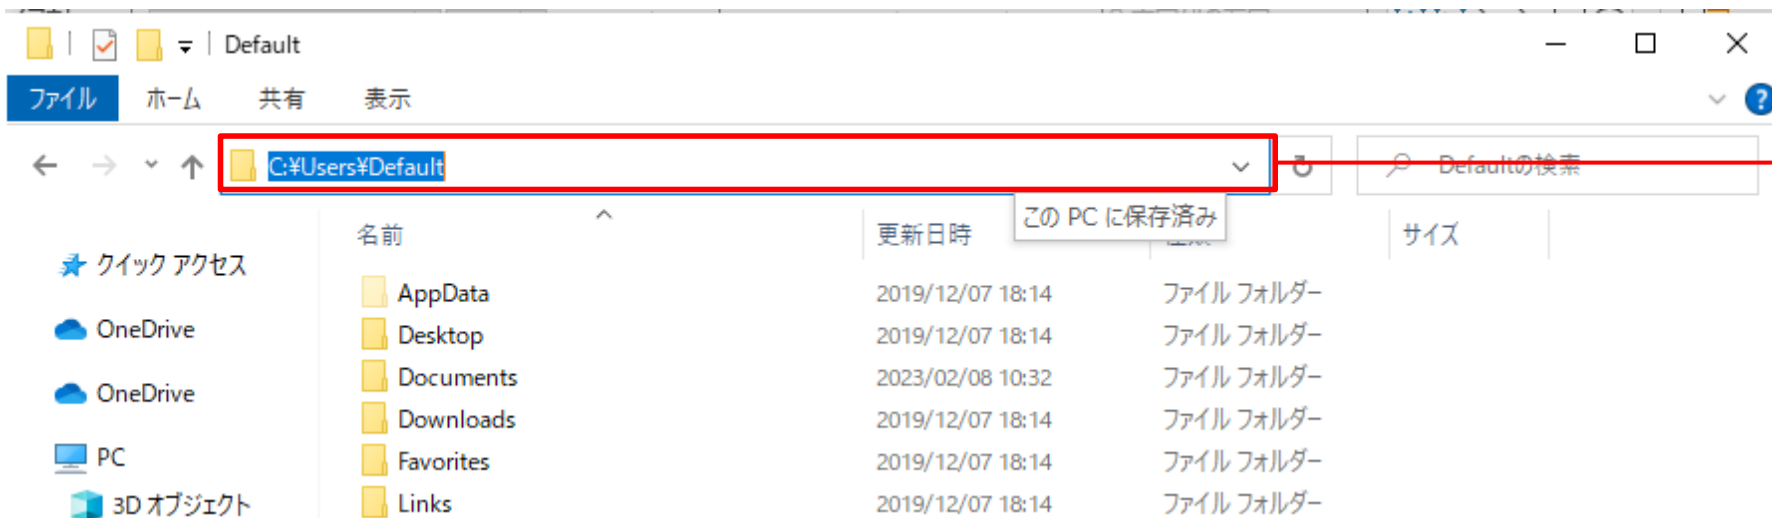 Default
ファイル ホーム 共有 表示
C:¥Users¥Default
Defaultの検索
この PC に保存済み
名前 更新日時 サイズ
クイック アクセス
AppData 2019/12/07 18:14 ファイル フォルダー
OneDrive
Desktop 2019/12/07 18:14 ファイル フォルダー
Documents 2023/02/08 10:32 ファイル フォルダー
OneDrive
Downloads 2019/12/07 18:14 ファイル フォルダー
PC
Favorites 2019/12/07 18:14 ファイル フォルダー
3D オブジェクト
Links 2019/12/07 18:14 ファイル フォルダー